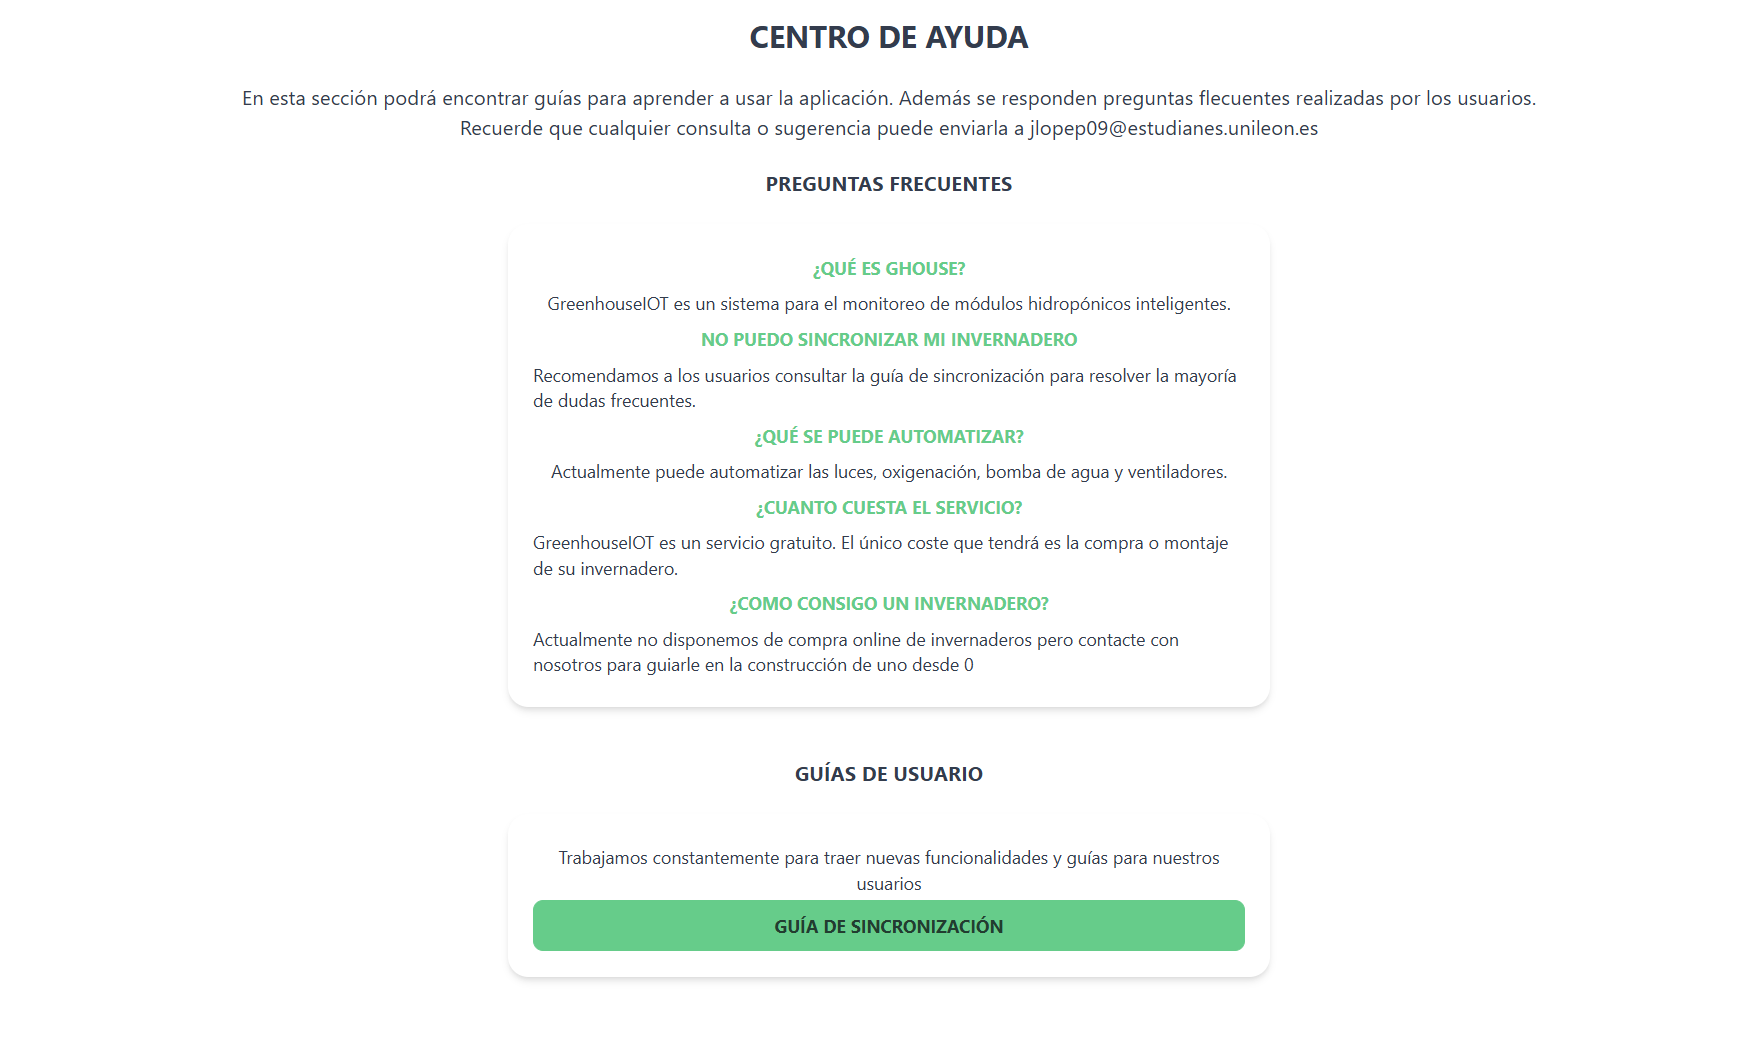 CENTRO DE AYUDA
En esta sección podrá encontrar guías para aprender a usar la aplicación. Además se responden preguntas flecuentes realizadas por los usuarios.
Recuerde que cualquier consulta o sugerencia puede enviarla a jlopep09@estudianes.unileon.es
PREGUNTAS FRECUENTES
¿QUÉ ES GHOUSE?
GreenhouseIOT es un sistema para el monitoreo de módulos hidropónicos inteligentes.
NO PUEDO SINCRONIZAR MI INVERNADERO
Recomendamos a los usuarios consultar la guía de sincronización para resolver la mayoría
de dudas frecuentes.
¿QUÉ SE PUEDE AUTOMATIZAR?
Actualmente puede automatizar las luces, oxigenación, bomba de agua y ventiladores.
¿CUANTO CUESTA EL SERVICIO?
GreenhouseIOT es un servicio gratuito. El único coste que tendrá es la compra o montaje
de su invernadero.
¿COMO CONSIGO UN INVERNADERO?
Actualmente no disponemos de compra online de invernaderos pero contacte con
nosotros para guiarle en la construcción de uno desde 0
GUÍAS DE USUARIO
Trabajamos constantemente para traer nuevas funcionalidades y guías para nuestros
usuarios
GUÍA DE SINCRONIZACIÓN